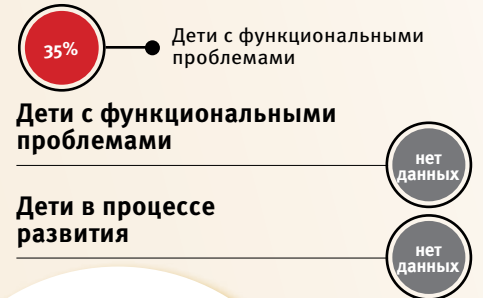 35%
Дети с функциональными
проблемами
Дети с функциональными
проблемами
нет
данных
Дети в процессе
развития
нет
данных